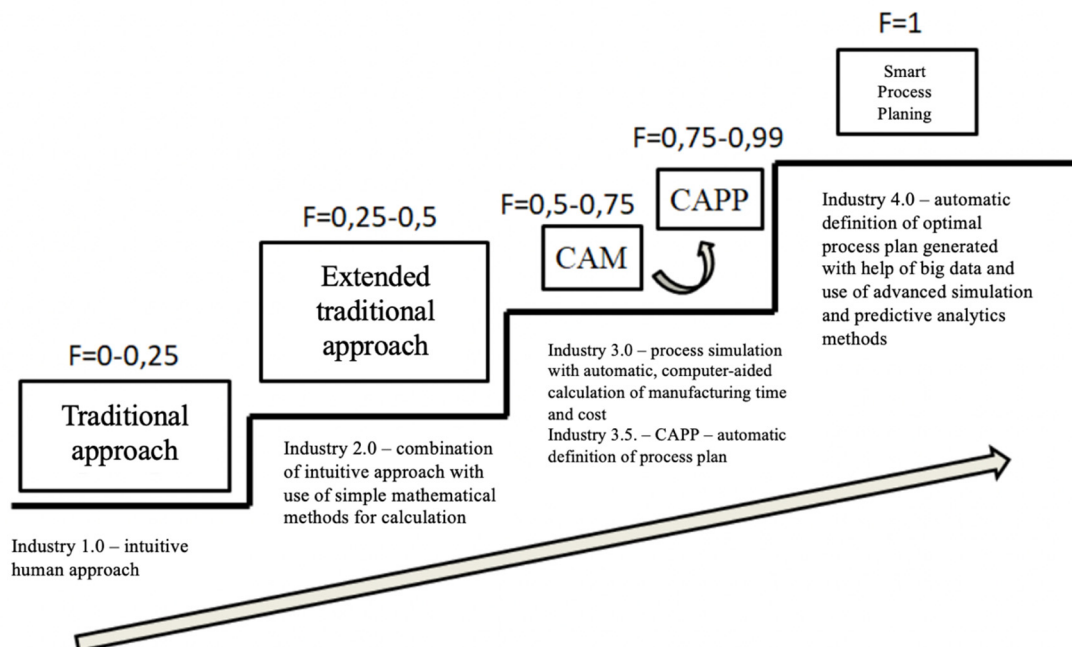 F=0-0,25
Traditional
approach
Industry 1.0 – intuitive
human approach
F=0,25-0,5
Extended
traditional
approach
Industry 2.0 – combination
of intuitive approach with
use of simple mathematical
methods for calculation
F=0,5-0,75
CAM
F=0,75-0,99
CAPP
Industry 3.0 – process simulation
with automatic, computer-aided
calculation of manufacturing time
and cost
Industry 3.5. – CAPP – automatic
definition of process plan
F=1
Smart
Process
Planing
Industry 4.0 – automatic
definition of optimal
process plan generated
with help of big data and
use of advanced simulation
and predictive analytics
methods